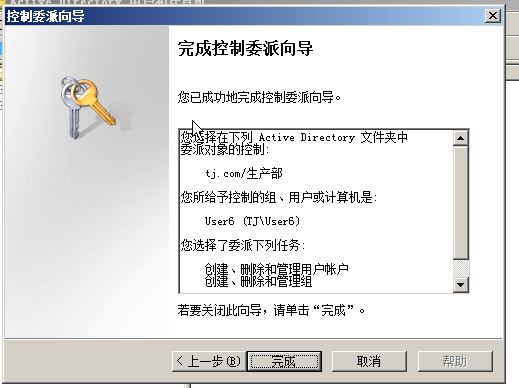 控制委派向导
完成控制委派向导
您已成功地完成控制委派向导。
您选择在下列 Active Directory 文件夹中
委派对象的控制:
tj.com/生产部
您所给予控制的组、用户或计算机是:
User6 (TJ\User6)
您选择了委派下列任务:
创建、删除和管理用户帐户
创建、删除和管理组
若要关闭此向导，请单击“完成”。
< 上一步(B)
完成
取消
帮助